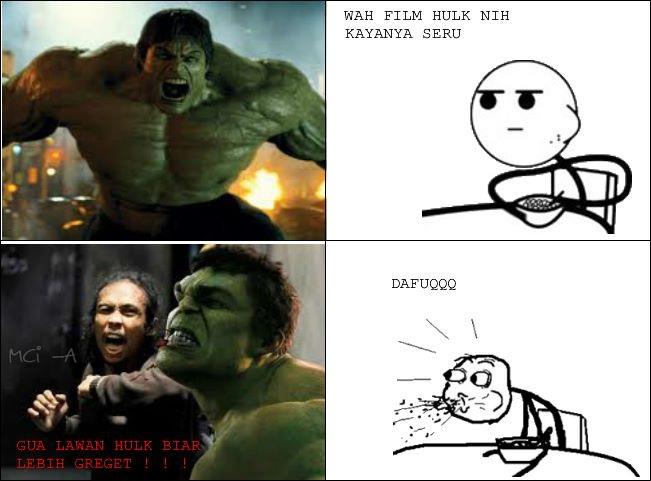 WAH FILM HULK NIH
KAYANYA SERU
MCi -A
GUA LAWAN HULK BIAR
LEBIH GREGET ! ! !
DAFUQQQ